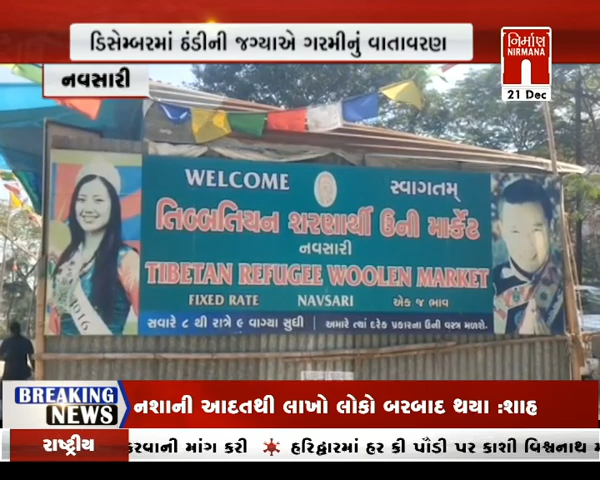 ડિસેમ્બરમાં ઠંડીની જગ્યાએ ગરમીનું વાતાવરણ
નિર્માણ
NIRMANA
નવસારી
21 Dec
WELCOME
સ્વાગતમ્
તિબ્બતિયન શરણાર્થી ઉની માર્કેટ
નવસારી
TIBETAN REFUGEE WOOLEN MARKET
FIXED RATE NAVSARI એક જ ભાવ
સવારે ૮ થી રાત્રે ૯ વાગ્યા સુધી | અમારે ત્યાં દરેક પ્રકારના ઉની વસ્ત્ર મળશે.
2016
BREAKING NEWS
નશાની આદતથી લાખો લોકો બરબાદ થયા :શાહ
રાષ્ટ્રીય
કરવાની માંગ કરી હરિદ્વારમાં હર કી પૌડી પર કાશી વિશ્વનાથ